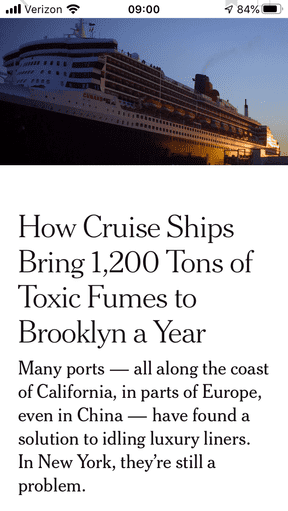 Verizon 09:00 84%
How Cruise Ships
Bring 1,200 Tons of
Toxic Fumes to
Brooklyn a Year
Many ports — all along the coast
of California, in parts of Europe,
even in China — have found a
solution to idling luxury liners.
In New York, they’re still a
problem.